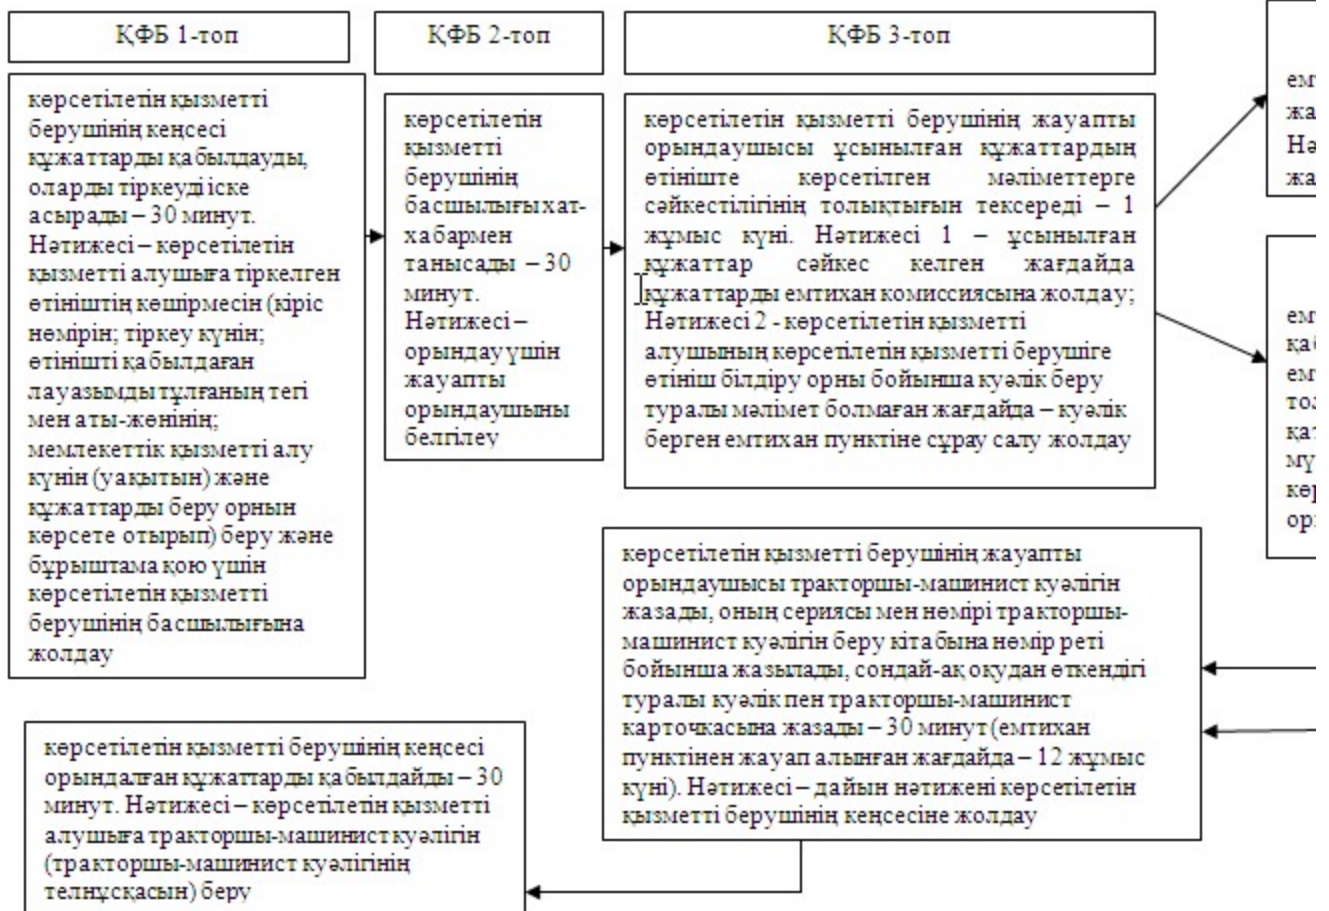 ҚФБ 1-топ
ҚФБ 2-топ
ҚФБ 3-топ
көрсетілетін қызметті
берушінің кеңсесі
құжаттарды қабылдауды,
оларды тіркеуді іске
асырады – 30 минут.
Нәтижесі – көрсетілетін
қызметті алушыға тіркелген
өтініштің көшірмесін (кіріс
нөмірін; тіркеу күнін;
өтінішті қабылдаған
лауазымды тұлғаның тегі
мен аты-жөнінің;
мемлекеттік қызметті алу
күнін (уақытын) және
құжаттарды беру орнын
көрсете отырып) беру және
бұрыштама қою үшін
көрсетілетін қызметті
берушінің басшылығына
жолдау
көрсетілетін
қызметті
берушінің
басшылығы хат-
хабармен
танысады – 30
минут.
Нәтижесі –
орындау үшін
жауапты
орындаушыны
белгілеу
көрсетілетін қызметті берушінің жауапты
орындаушысы ұсынылған құжаттардың
өтініште көрсетілген мәліметтерге
сәйкестілігінің толықтығын тексереді – 1
жұмыс күні. Нәтижесі 1 – ұсынылған
құжаттар сәйкес келген жағдайда
құжаттарды емтихан комиссиясына жолдау;
Нәтижесі 2 - көрсетілетін қызметті
алушының көрсетілетін қызметті берушіге
өтініш білдіру орны бойынша куәлік беру
туралы мәлімет болмаған жағдайда – куәлік
берген емтихан пунктіне сұрау салу жолдау
көрсетілетін қызметті берушінің жауапты
орындаушысы тракторшы-машинист куәлігін
жазады, оның сериясы мен нөмірі тракторшы-
машинист куәлігін беру кітабына нөмір реті
бойынша жазылады, сондай-ақ оқудан өткендігі
туралы куәлік пен тракторшы-машинист
карточкасына жазады – 30 минут (емтихан
пунктінен жауап алынған жағдайда – 12 жұмыс
күні). Нәтижесі – дайын нәтижені көрсетілетін
қызметті берушінің кеңсесіне жолдау
көрсетілетін қызметті берушінің кеңсесі
орындалған құжаттарды қабылдайды – 30
минут. Нәтижесі – көрсетілетін қызметті
алушыға тракторшы-машинист куәлігін
(тракторшы-машинист куәлігінің
телнұсқасын) беру